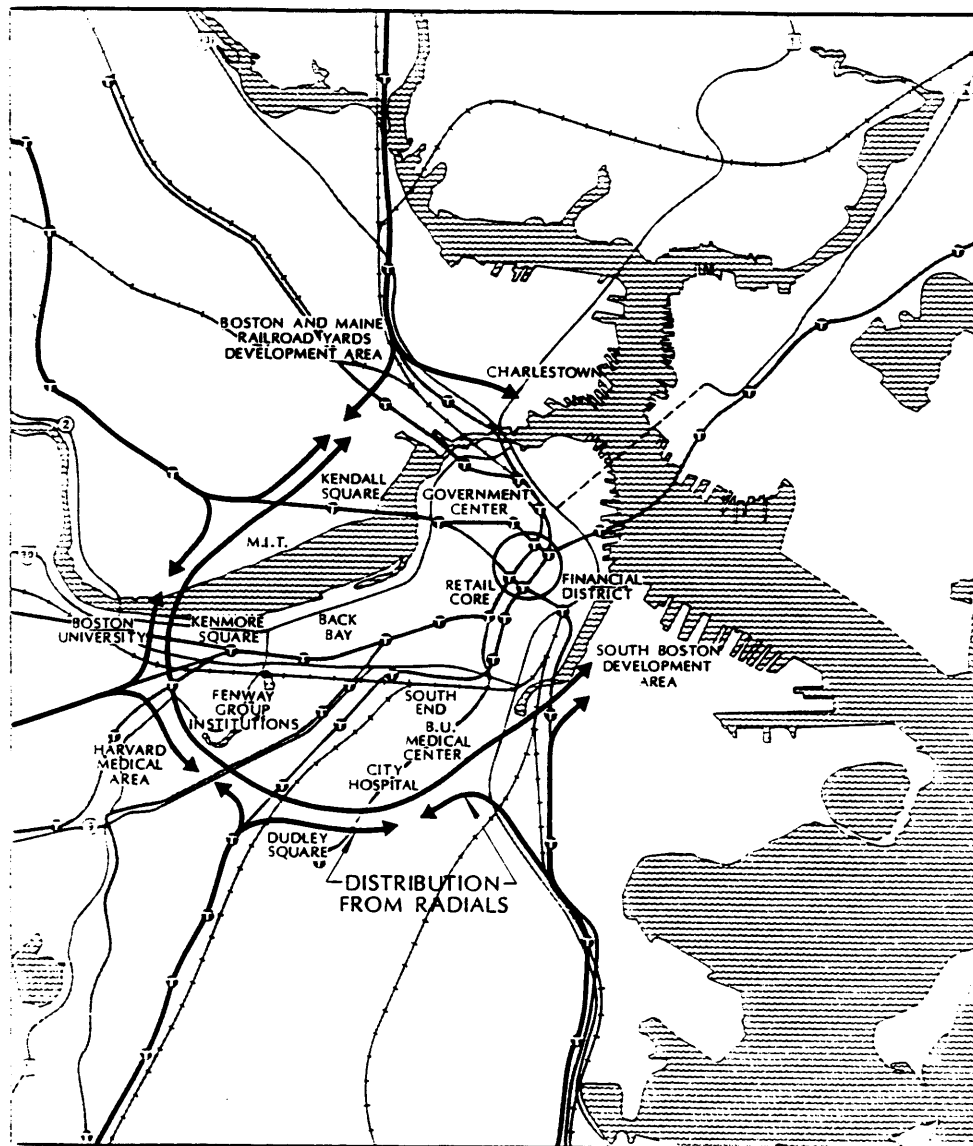 BOSTON AND MAINE
RAILROAD YARDS
DEVELOPMENT AREA
CHARLESTOWN
2
KENDALL
SQUARE
GOVERNMENT
CENTER
M.I.T.
RETAIL
CORE
FINANCIAL
DISTRICT
BOSTON
UNIVERSITY
KENMORE
SQUARE
BACK
BAY
SOUTH BOSTON
DEVELOPMENT
AREA
FENWAY
GROUP
INSTITUTIONS
SOUTH
END
B.U.
MEDICAL
CENTER
HARVARD
MEDICAL
AREA
CITY
HOSPITAL
DUDLEY
SQUARE
DISTRIBUTION
FROM RADIALS